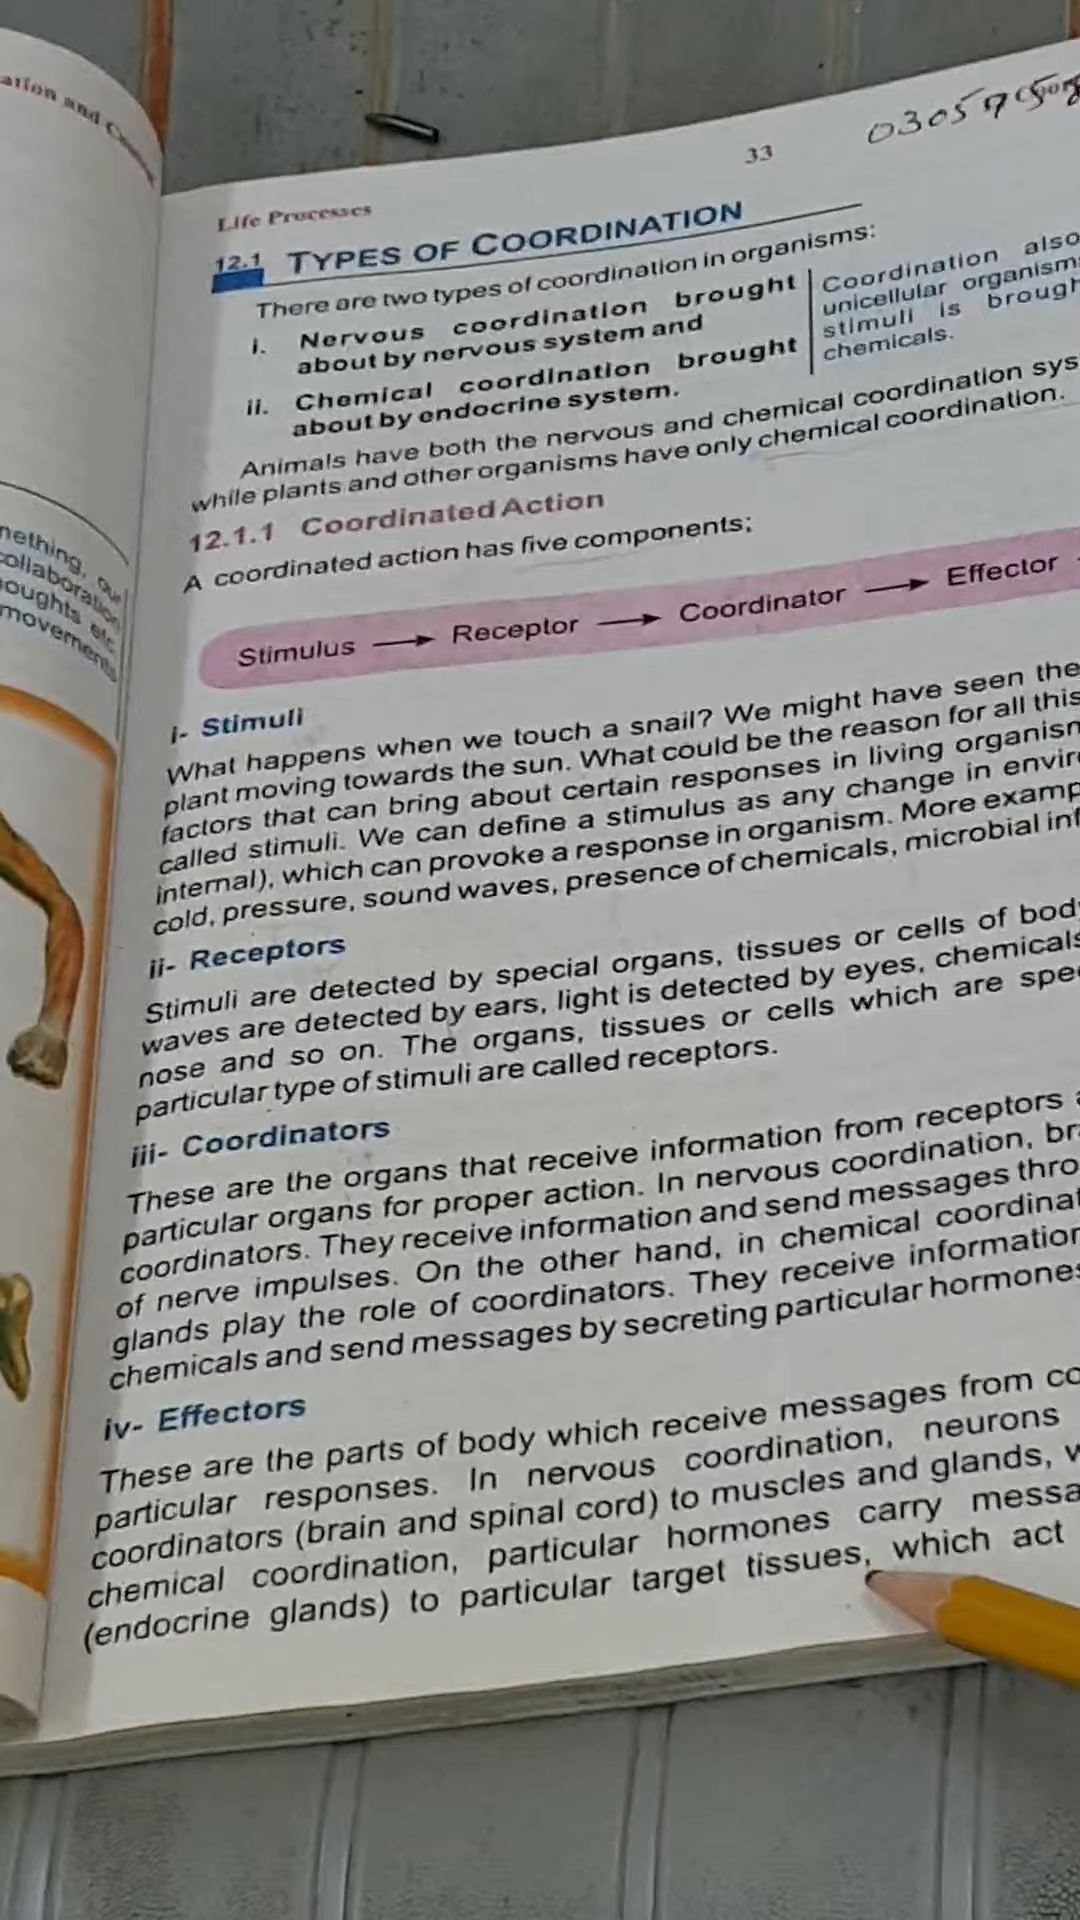 ation and Co
nething, our
collaboration
oughts etc.
movements
03057
33
Life Processes
12.1 TYPES OF COORDINATION
There are two types of coordination in organisms:
i. Nervous coordination brought
about by nervous system and
ii. Chemical coordination brought
about by endocrine system.
Coordination also
unicellular organism
stimuli is brough
chemicals.
Animals have both the nervous and chemical coordination sys
while plants and other organisms have only chemical coordination.
12.1.1 Coordinated Action
A coordinated action has five components;
Stimulus → Receptor → Coordinator → Effector
i- Stimuli
What happens when we touch a snail? We might have seen the
plant moving towards the sun. What could be the reason for all this
factors that can bring about certain responses in living organism
called stimuli. We can define a stimulus as any change in envir
internal), which can provoke a response in organism. More examp
cold, pressure, sound waves, presence of chemicals, microbial inf
ii- Receptors
Stimuli are detected by special organs, tissues or cells of bod
waves are detected by ears, light is detected by eyes, chemicals
nose and so on. The organs, tissues or cells which are spe
particular type of stimuli are called receptors.
iii- Coordinators
These are the organs that receive information from receptors a
particular organs for proper action. In nervous coordination, br
coordinators. They receive information and send messages thro
of nerve impulses. On the other hand, in chemical coordinat
glands play the role of coordinators. They receive information
chemicals and send messages by secreting particular hormones
iv- Effectors
These are the parts of body which receive messages from co
particular responses. In nervous coordination, neurons
coordinators (brain and spinal cord) to muscles and glands, w
chemical coordination, particular hormones carry messa
(endocrine glands) to particular target tissues, which act